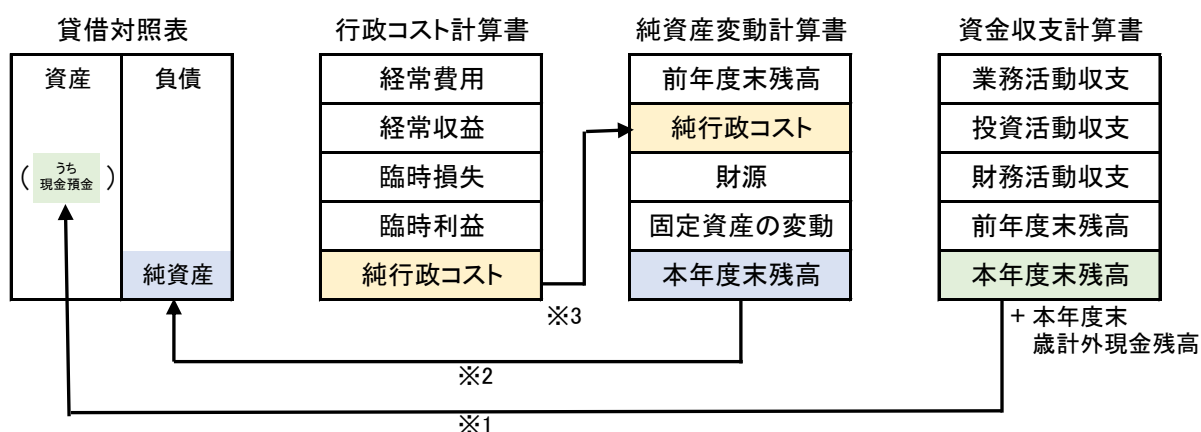 貸借対照表
資産
負債
( うち
現金預金 )
純資産
行政コスト計算書
経常費用
経常収益
臨時損失
臨時利益
純行政コスト
純資産変動計算書
前年度末残高
純行政コスト
財源
固定資産の変動
本年度末残高
資金収支計算書
業務活動収支
投資活動収支
財務活動収支
前年度末残高
本年度末残高
+ 本年度末
歳計外現金残高
※3
※2
※1